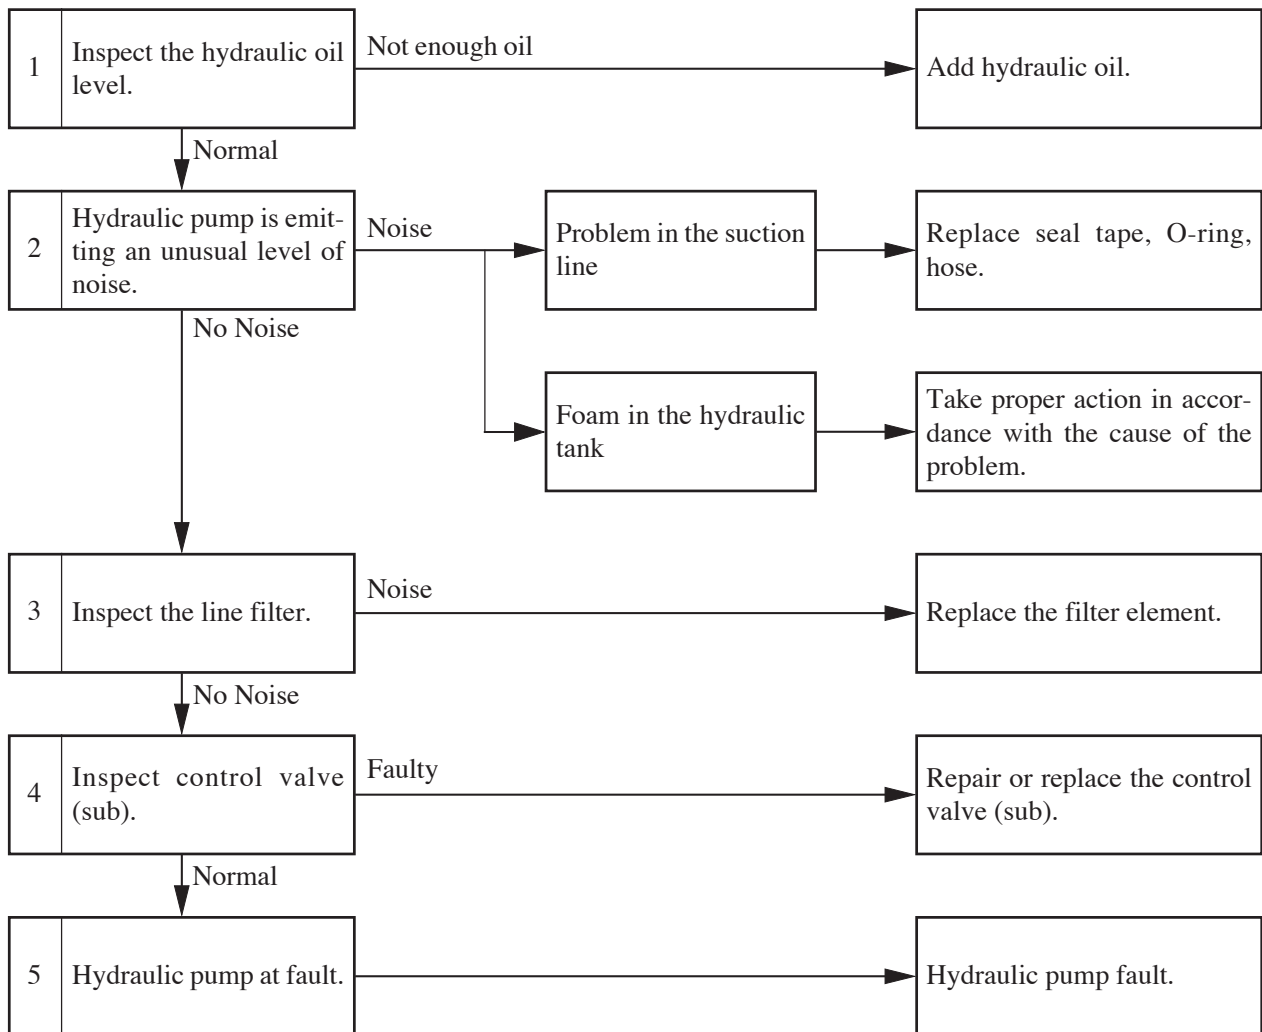 1
Inspect the hydraulic oil
level.
Not enough oil
Add hydraulic oil.
Normal
2
Hydraulic pump is emit-
ting an unusual level of
noise.
Noise
Problem in the suction
line
Replace seal tape, O-ring,
hose.
No Noise
Foam in the hydraulic
tank
Take proper action in accor-
dance with the cause of the
problem.
3
Inspect the line filter.
Noise
Replace the filter element.
No Noise
4
Inspect control valve
(sub).
Faulty
Repair or replace the control
valve (sub).
Normal
5
Hydraulic pump at fault.
Hydraulic pump fault.